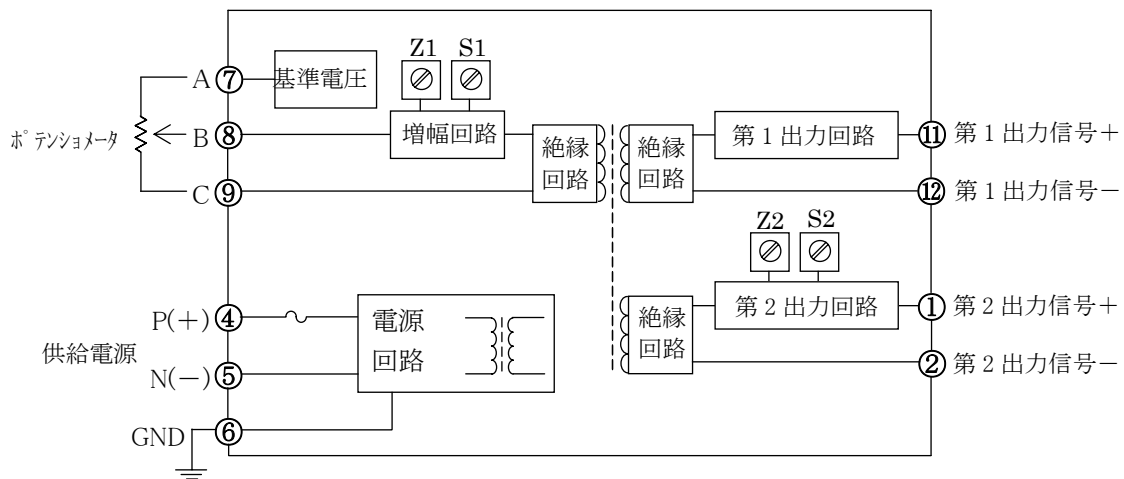 Z1 S1
A ⑦ 基準電圧
ポテンショメータ B ⑧ 増幅回路 絶縁回路 絶縁回路 第1出力回路 ⑪ 第1出力信号+
C ⑨ ⑫ 第1出力信号-
Z2 S2
P(+) ④ 電源回路 絶縁回路 第2出力回路 ① 第2出力信号+
供給電源
N(-) ⑤ ② 第2出力信号-
GND ⑥